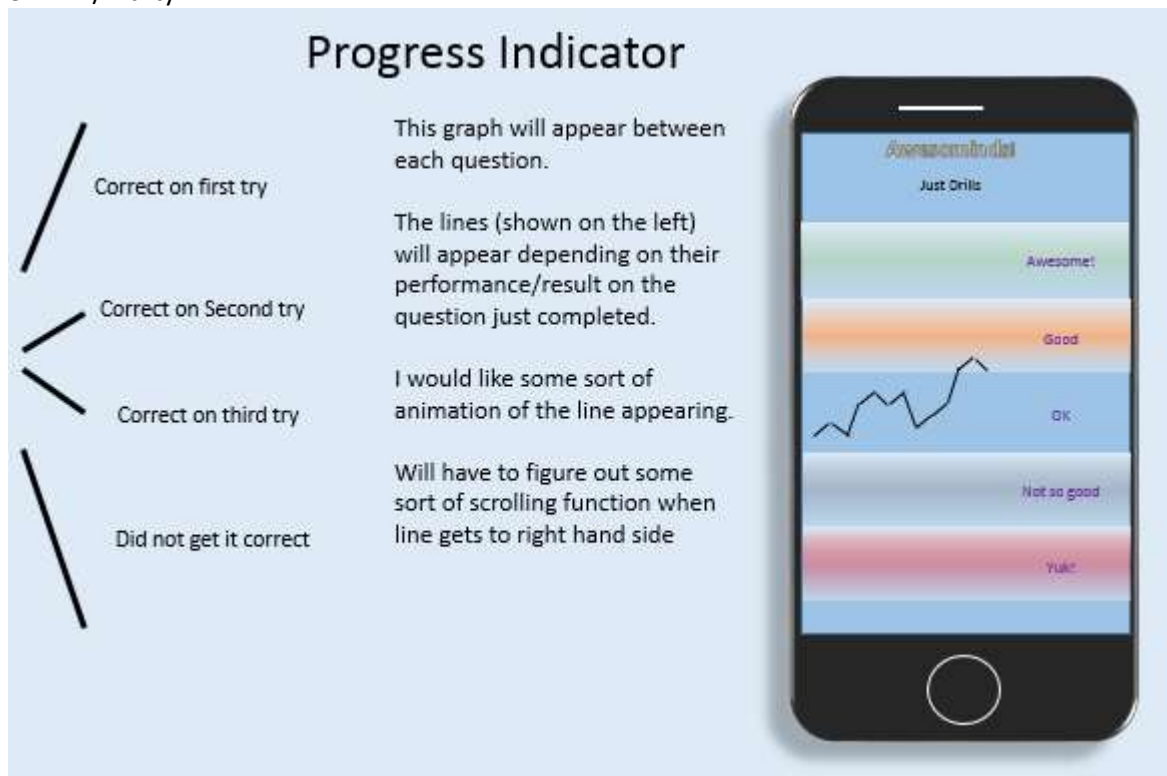 Progress Indicator
Correct on first try
Correct on Second try
Correct on third try
Did not get it correct
This graph will appear between
each question.
The lines (shown on the left)
will appear depending on their
performance/result on the
question just completed.
I would like some sort of
animation of the line appearing.
Will have to figure out some
sort of scrolling function when
line gets to right hand side
Awesominds!
Just Drills
Awesome!
Good
OK
Not so good
Yuk!